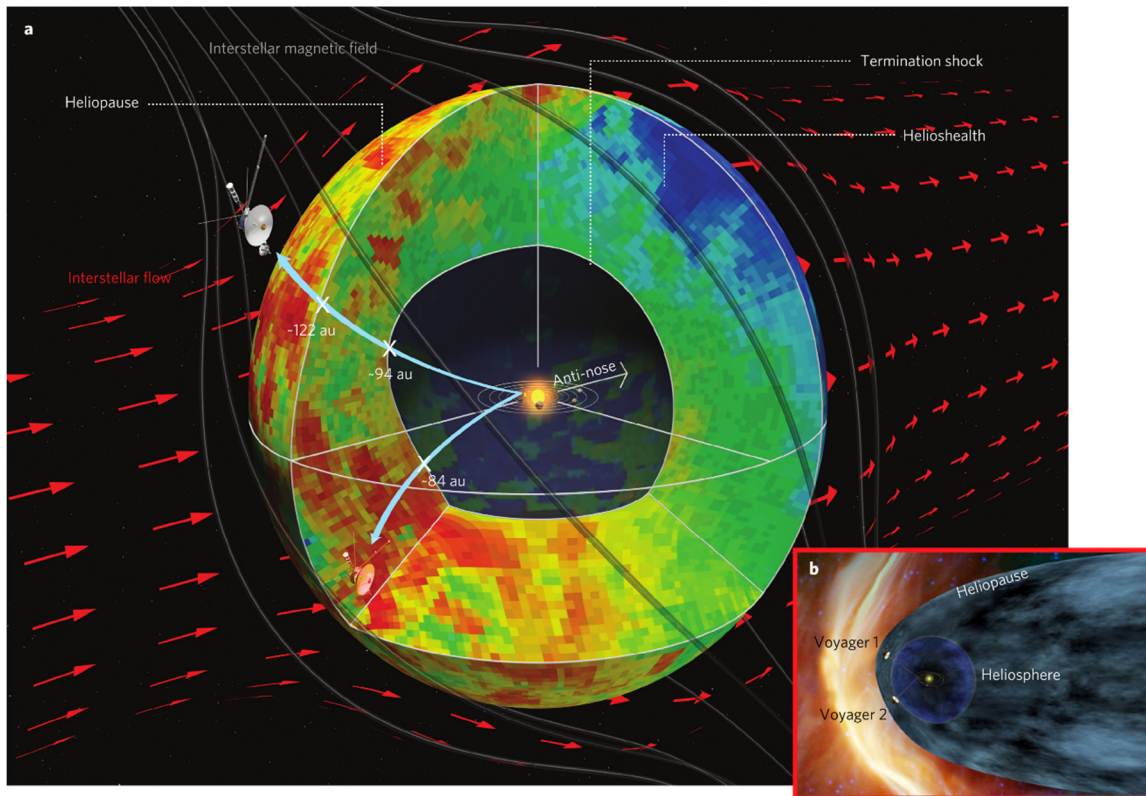 a
Interstellar magnetic field
Termination shock
Heliopause
Helioshealth
Interstellar flow
~122 au
~94 au
Anti-nose
~84 au
b
Heliopause
Voyager 1
Heliosphere
Voyager 2